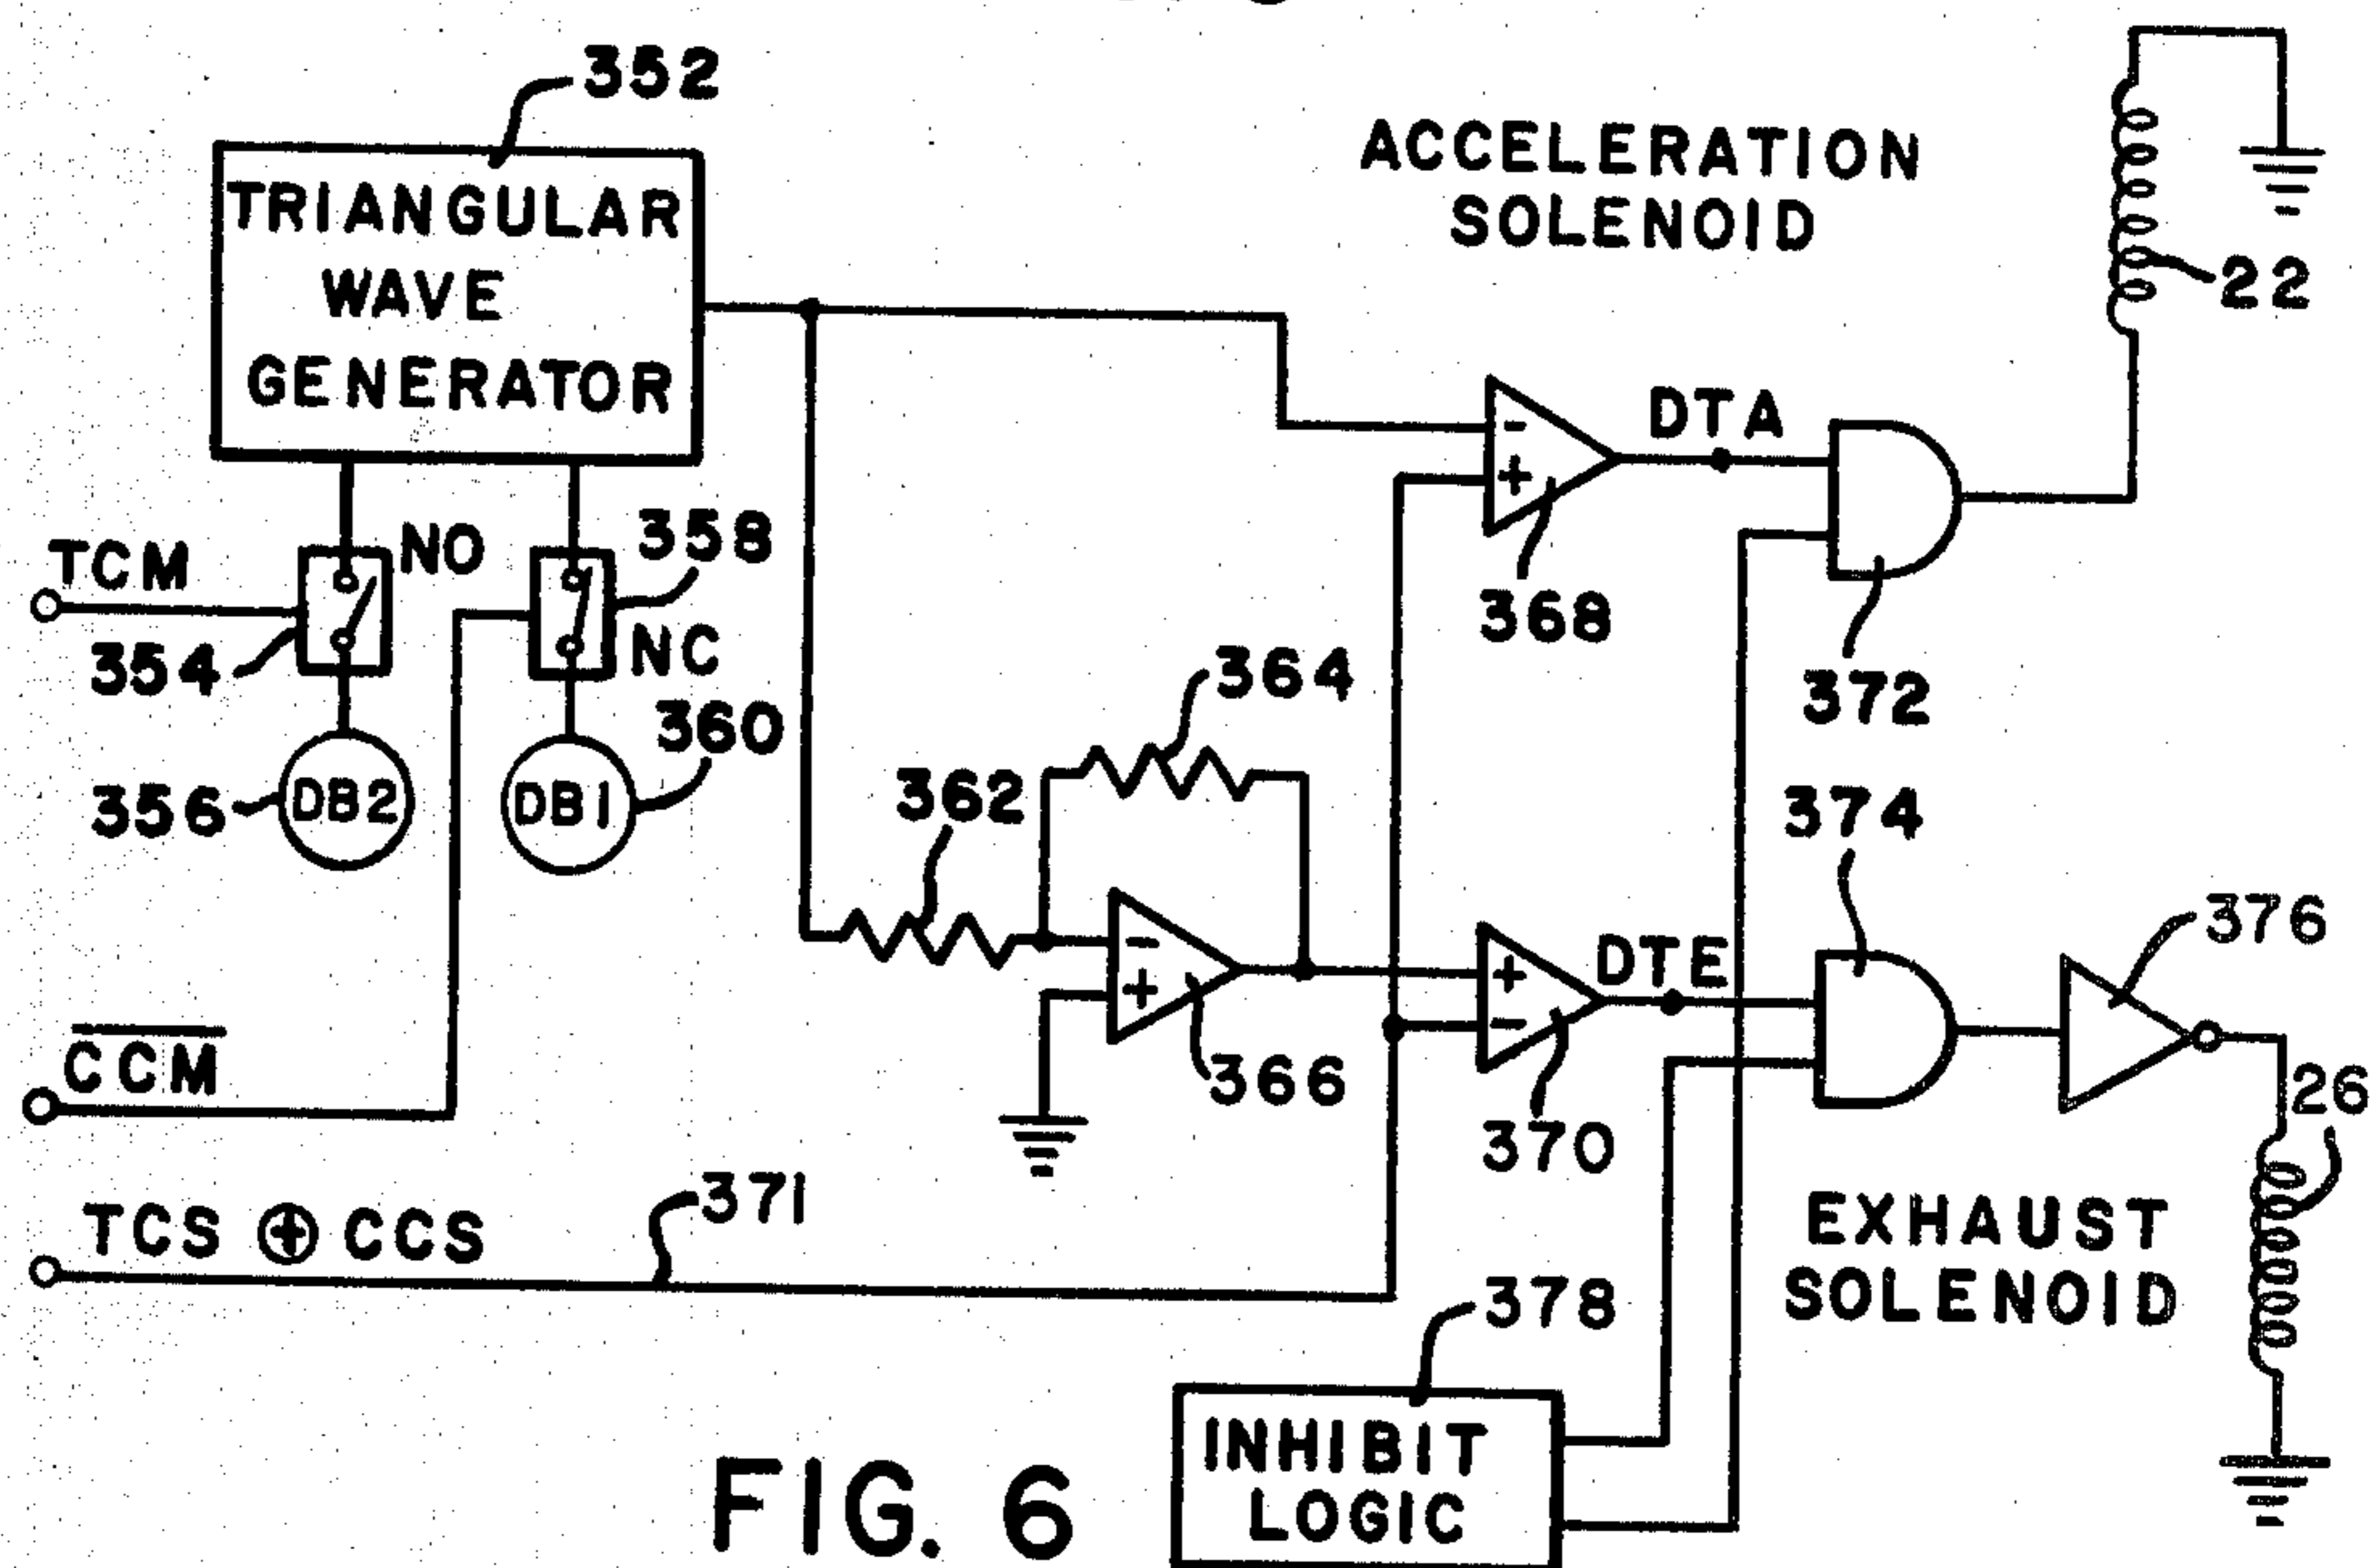 352
TRIANGULAR
WAVE
GENERATOR
ACCELERATION
SOLENOID
22
TCM
NO
358
354
NC
360
356
DB2
DB1
-
+
DTA
368
372
364
362
374
-
+
366
+
-
DTE
370
376
26
CCM
371
TCS ⊕ CCS
EXHAUST
SOLENOID
378
INHIBIT
LOGIC
FIG. 6